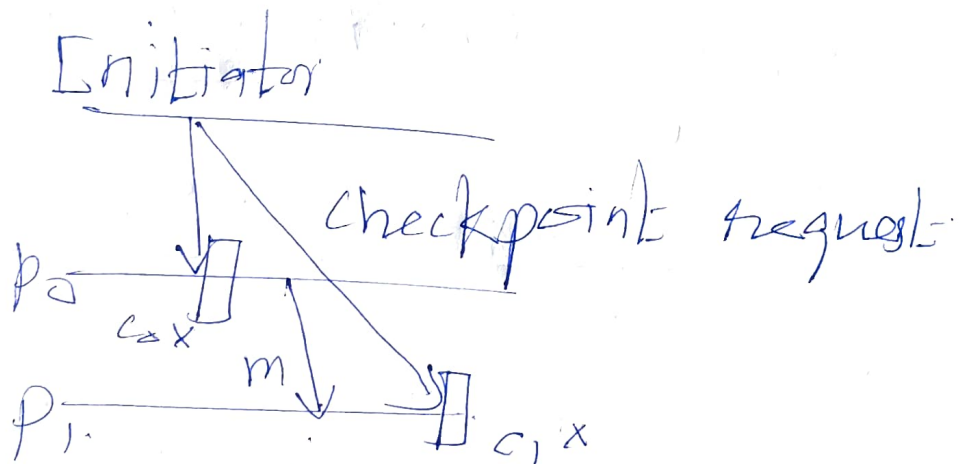 Initiator
checkpoint request
P0
C0x
m
P1.
C1x